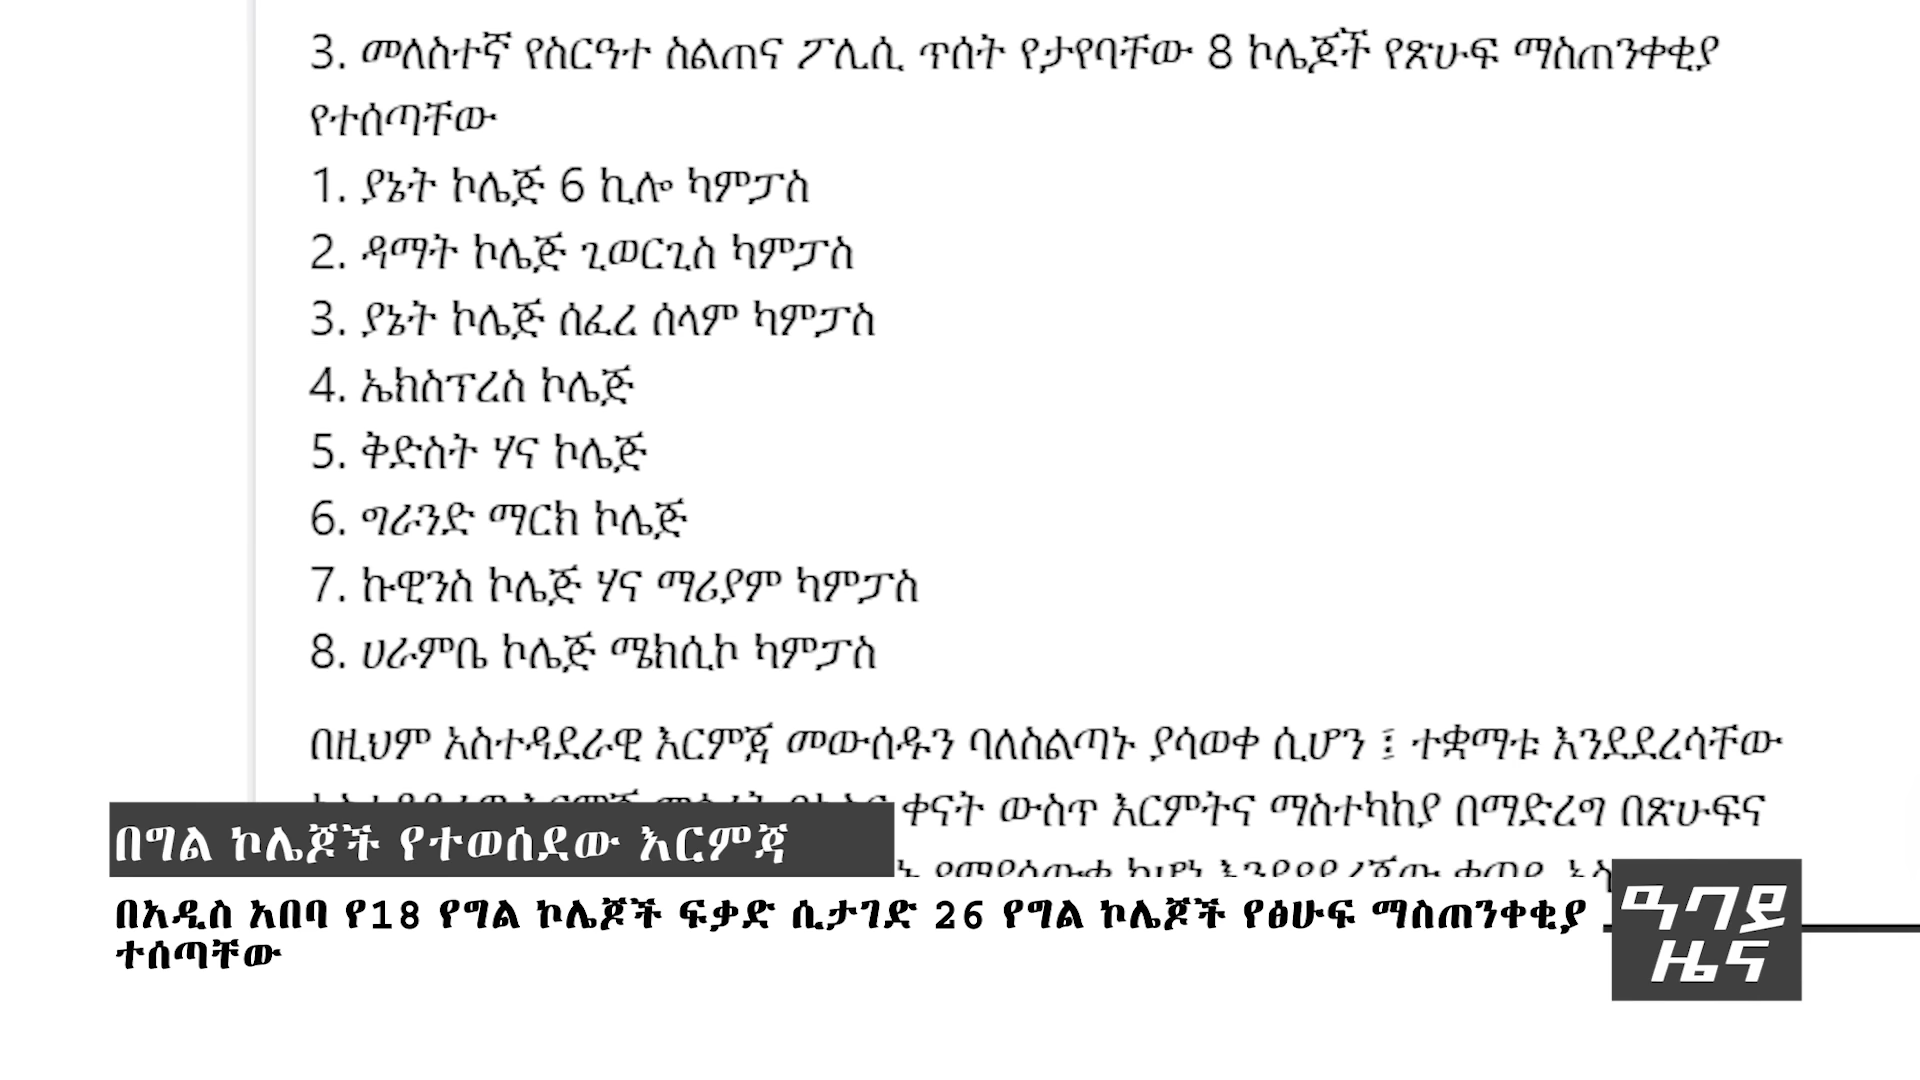 3. መለስተኛ የስርዓተ ስልጠና ፖሊሲ ጥሰት የታየባቸው 8 ኮሌጆች የጽሁፍ ማስጠንቀቂያ
የተሰጣቸው
1. ያኔት ኮሌጅ 6 ኪሎ ካምፓስ
2. ዳማት ኮሌጅ ጊወርጊስ ካምፓስ
3. ያኔት ኮሌጅ ሰፈረ ሰላም ካምፓስ
4. ኤክስፕረስ ኮሌጅ
5. ቅድስት ሃና ኮሌጅ
6. ግራንድ ማርክ ኮሌጅ
7. ኩዊንስ ኮሌጅ ሃና ማሪያም ካምፓስ
8. ሀራምቤ ኮሌጅ ሜክሲኮ ካምፓስ
በዚህም አስተዳደራዊ እርምጃ መውሰዱን ባለስልጣኑ ያሳወቀ ሲሆን ፤ ተቋማቱ እንደደረሳቸው
ቀናት ውስጥ እርምትና ማስተካከያ በማድረግ በጽሁፍና
በግል ኮሌጆች የተወሰደው እርምጃ
በአዲስ አበባ የ18 የግል ኮሌጆች ፍቃድ ሲታገድ 26 የግል ኮሌጆች የፅሁፍ ማስጠንቀቂያ
ተሰጣቸው
ዓባይ
ዜና